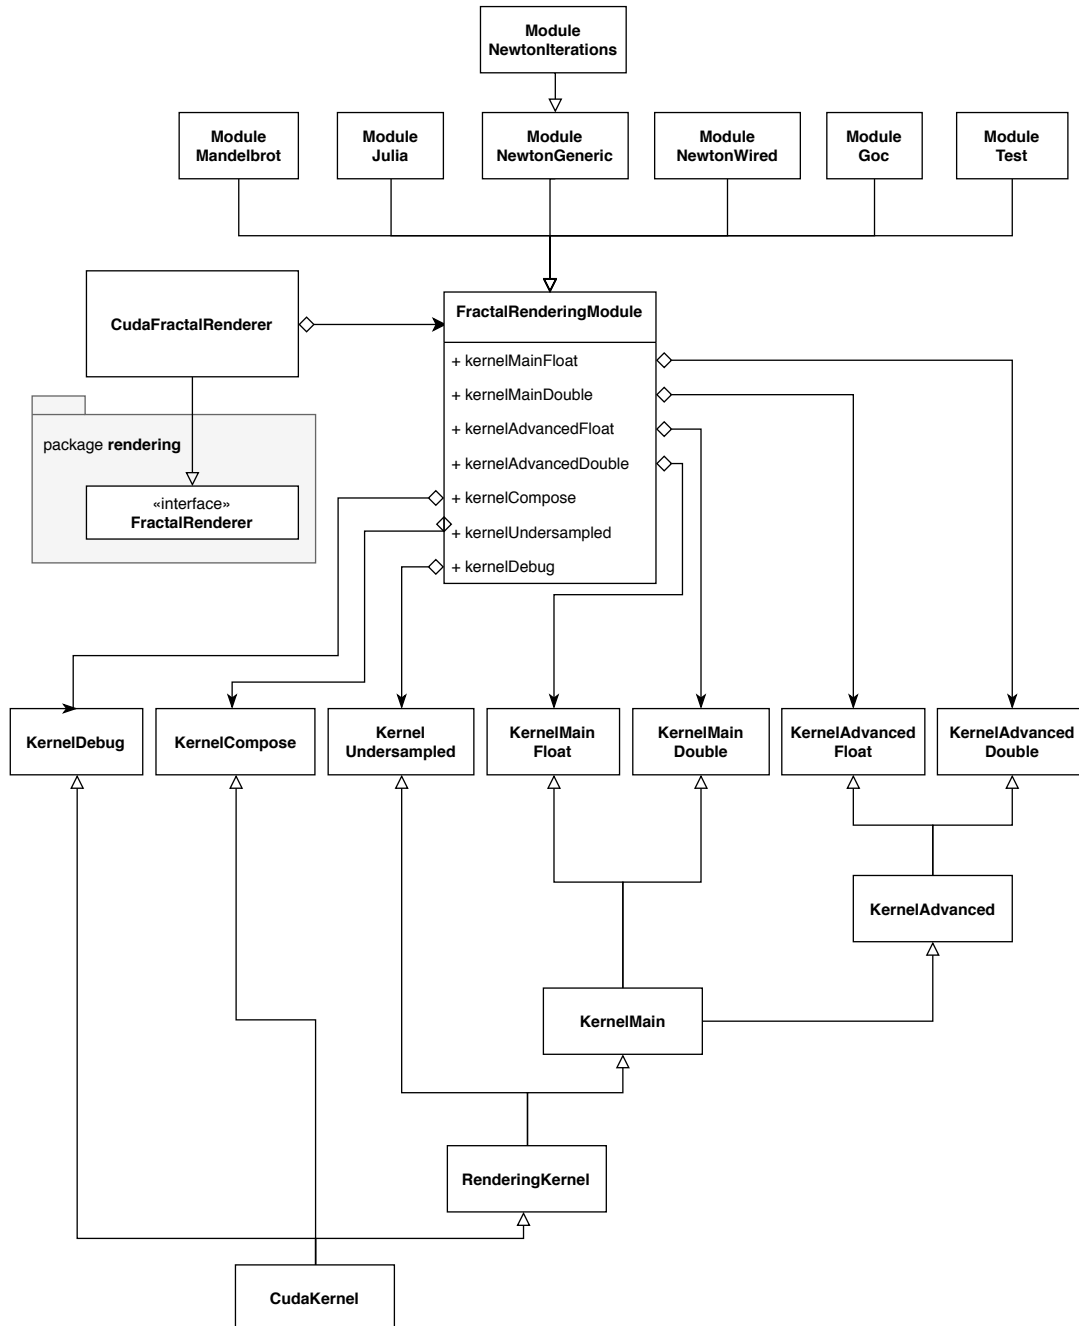 Module
NewtonIterations
Module
Mandelbrot
Module
Julia
Module
NewtonGeneric
Module
NewtonWired
Module
Goc
Module
Test
CudaFractalRenderer
FractalRenderingModule
+ kernelMainFloat
+ kernelMainDouble
+ kernelAdvancedFloat
+ kernelAdvancedDouble
+ kernelCompose
+ kernelUndersampled
+ kernelDebug
package rendering
«interface»
FractalRenderer
KernelDebug
KernelCompose
Kernel
Undersampled
KernelMain
Float
KernelMain
Double
KernelAdvanced
Float
KernelAdvanced
Double
KernelAdvanced
KernelMain
RenderingKernel
CudaKernel